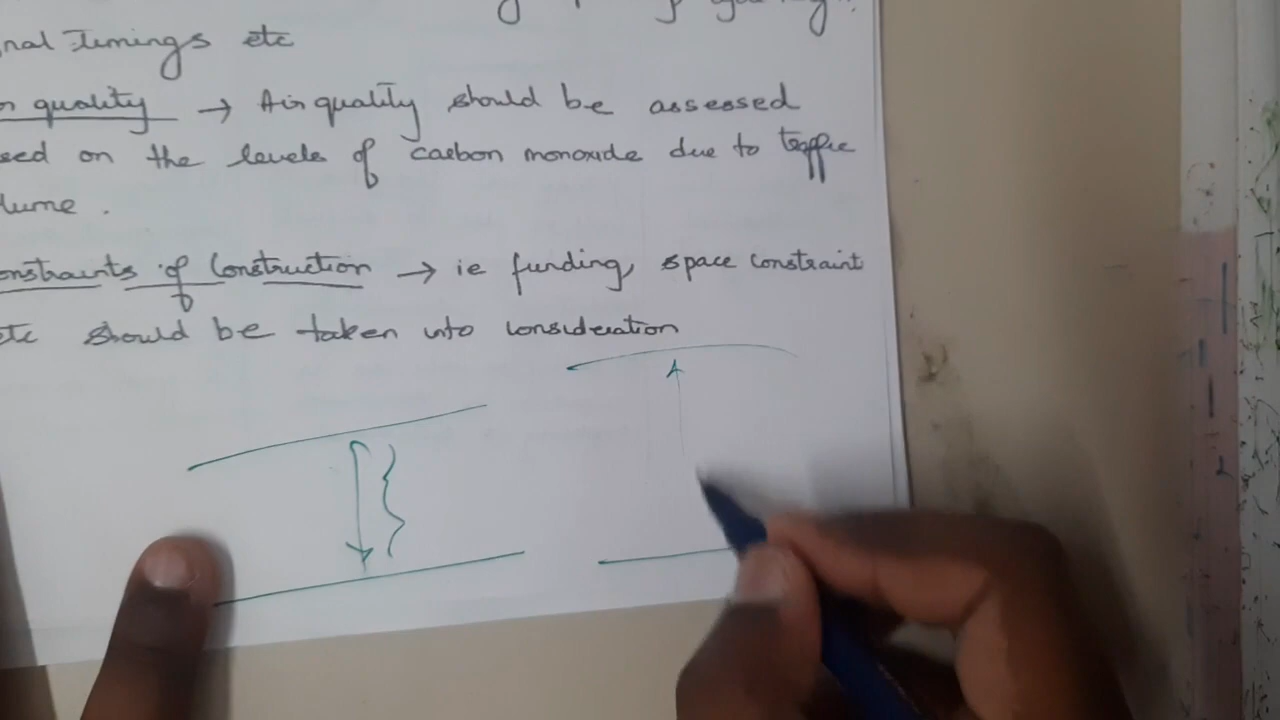 nal Timings etc
quality → Air quality should be assessed
sed on the levels of carbon monoxide due to traffic
lume .
onstraints of Construction → ie funding, space constraint
etc should be taken into consideration